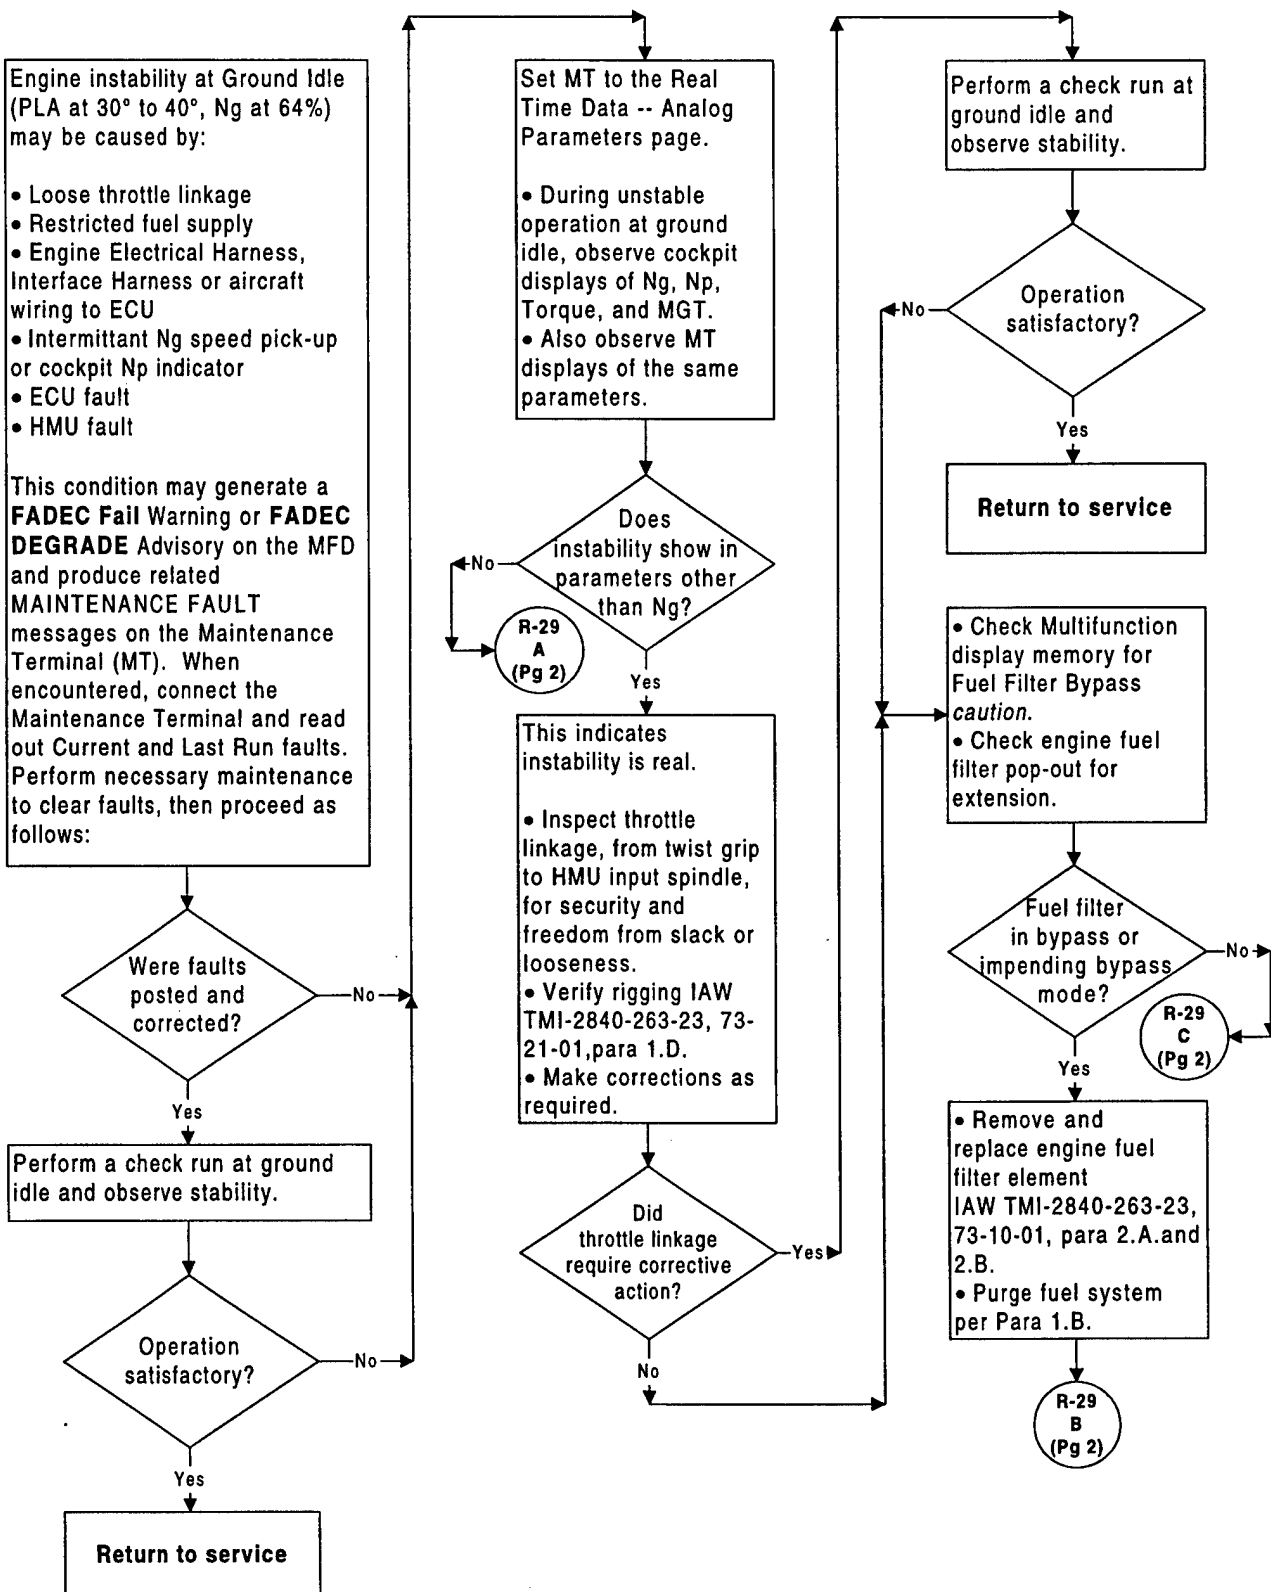 Engine instability at Ground Idle
(PLA at 30° to 40°, Ng at 64%)
may be caused by:
• Loose throttle linkage
• Restricted fuel supply
• Engine Electrical Harness,
Interface Harness or aircraft
wiring to ECU
• Intermittant Ng speed pick-up
or cockpit Np indicator
• ECU fault
• HMU fault
This condition may generate a
FADEC Fail Warning or FADEC
DEGRADE Advisory on the MFD
and produce related
MAINTENANCE FAULT
messages on the Maintenance
Terminal (MT). When
encountered, connect the
Maintenance Terminal and read
out Current and Last Run faults.
Perform necessary maintenance
to clear faults, then proceed as
follows:
Were faults
posted and
corrected?
No
Yes
Perform a check run at ground
idle and observe stability.
Operation
satisfactory?
No
Yes
Return to service
Set MT to the Real
Time Data -- Analog
Parameters page.
• During unstable
operation at ground
idle, observe cockpit
displays of Ng, Np,
Torque, and MGT.
• Also observe MT
displays of the same
parameters.
Does
instability show in
parameters other
than Ng?
No
R-29
A
(Pg 2)
Yes
This indicates
instability is real.
• Inspect throttle
linkage, from twist grip
to HMU input spindle,
for security and
freedom from slack or
looseness.
• Verify rigging IAW
TMI-2840-263-23, 73-
21-01,para 1.D.
• Make corrections as
required.
Did
throttle linkage
require corrective
action?
Yes
No
Perform a check run at
ground idle and
observe stability.
Operation
satisfactory?
No
Yes
Return to service
• Check Multifunction
display memory for
Fuel Filter Bypass
caution.
• Check engine fuel
filter pop-out for
extension.
Fuel filter
in bypass or
impending bypass
mode?
No
R-29
C
(Pg 2)
Yes
• Remove and
replace engine fuel
filter element
IAW TMI-2840-263-23,
73-10-01, para 2.A.and
2.B.
• Purge fuel system
per Para 1.B.
R-29
B
(Pg 2)